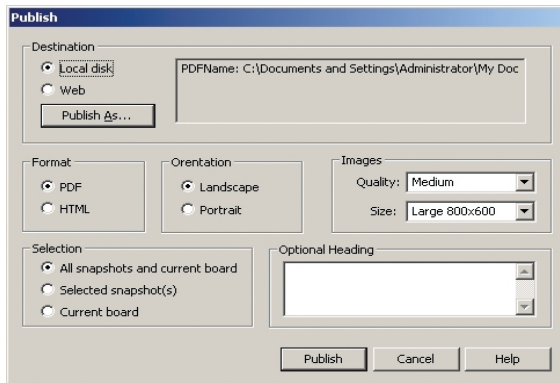 Publish
Destination
Local disk
Web
Publish As...
PDFName: C:\Documents and Settings\Administrator\My Doc
Format
PDF
HTML
Orentation
Landscape
Portrait
Images
Quality: Medium
Size: Large 800x600
Selection
All snapshots and current board
Selected snapshot(s)
Current board
Optional Heading
Publish Cancel Help